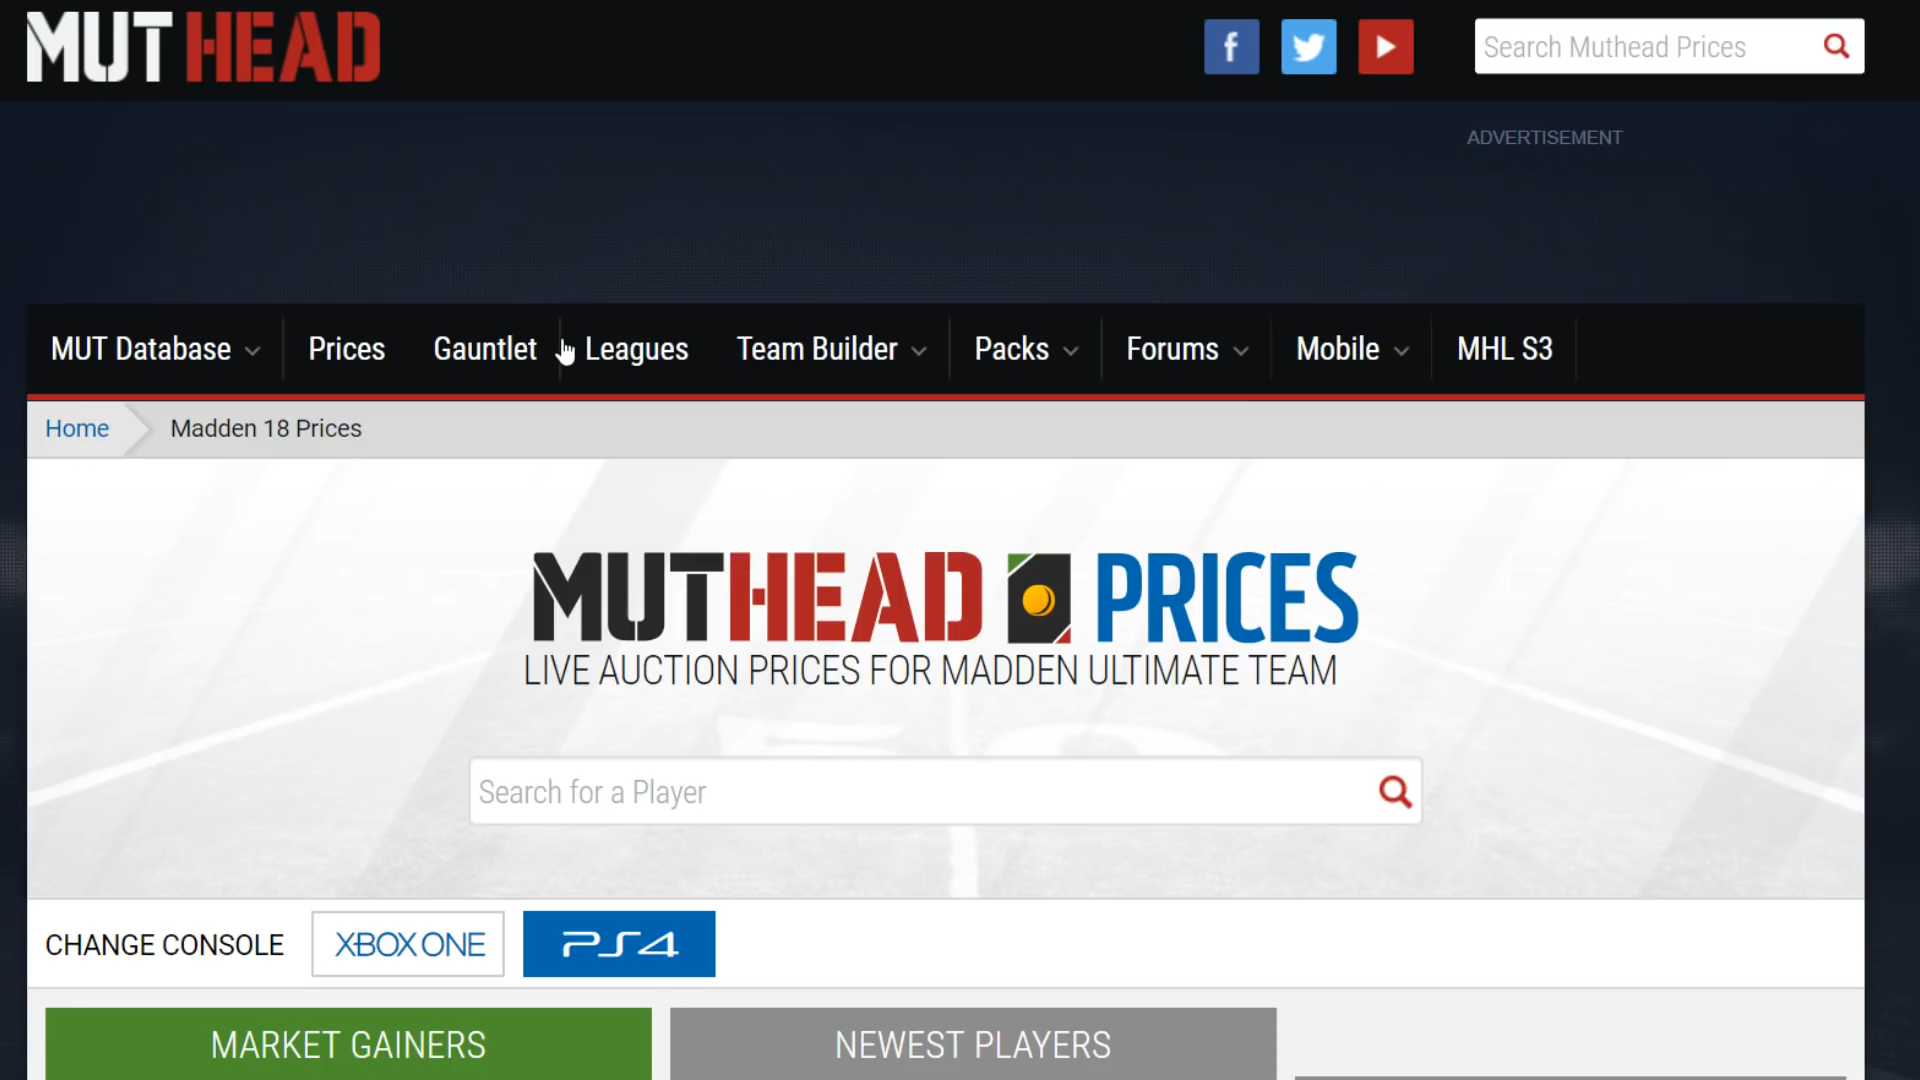 MUTHEAD
f
Search Muthead Prices
ADVERTISEMENT
MUT Database Prices Gauntlet Leagues Team Builder Packs Forums Mobile MHL S3
Home Madden 18 Prices
MUTHEAD PRICES
LIVE AUCTION PRICES FOR MADDEN ULTIMATE TEAM
Search for a Player
CHANGE CONSOLE XBOX ONE PS4
MARKET GAINERS NEWEST PLAYERS